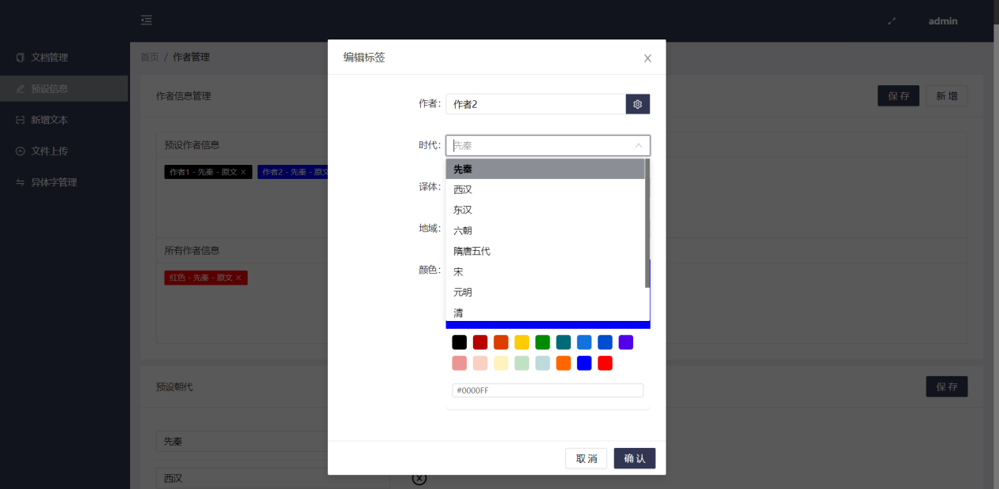 admin
文档管理
预设信息
新增文本
文件上传
异体字管理
首页 / 作者管理
作者信息管理
保 存
新 增
预设作者信息
作者1 - 先秦 - 原文 ×
作者2 - 先秦 - 原文
所有作者信息
红色 - 先秦 - 原文 ×
预设朝代
保 存
先秦
西汉
编辑标签
作者:
作者2
时代:
先秦
先秦
西汉
东汉
六朝
隋唐五代
宋
元明
清
译体:
地域:
颜色:
#0000FF
取 消
确 认